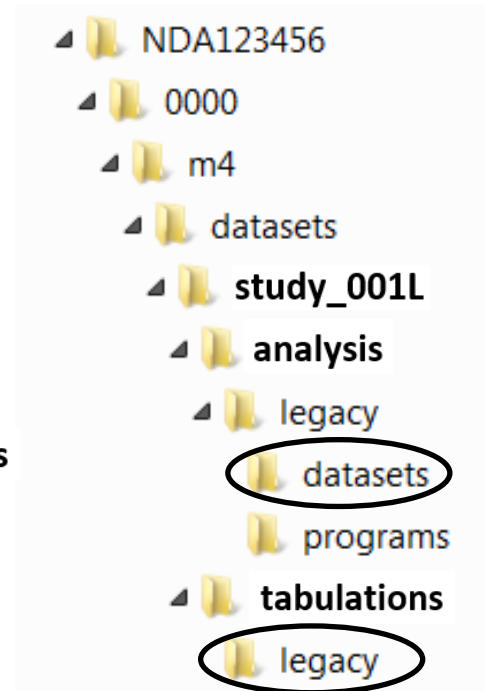 NDA123456
0000
m4
datasets
study_001L
analysis
legacy
s
datasets
programs
tabulations
legacy